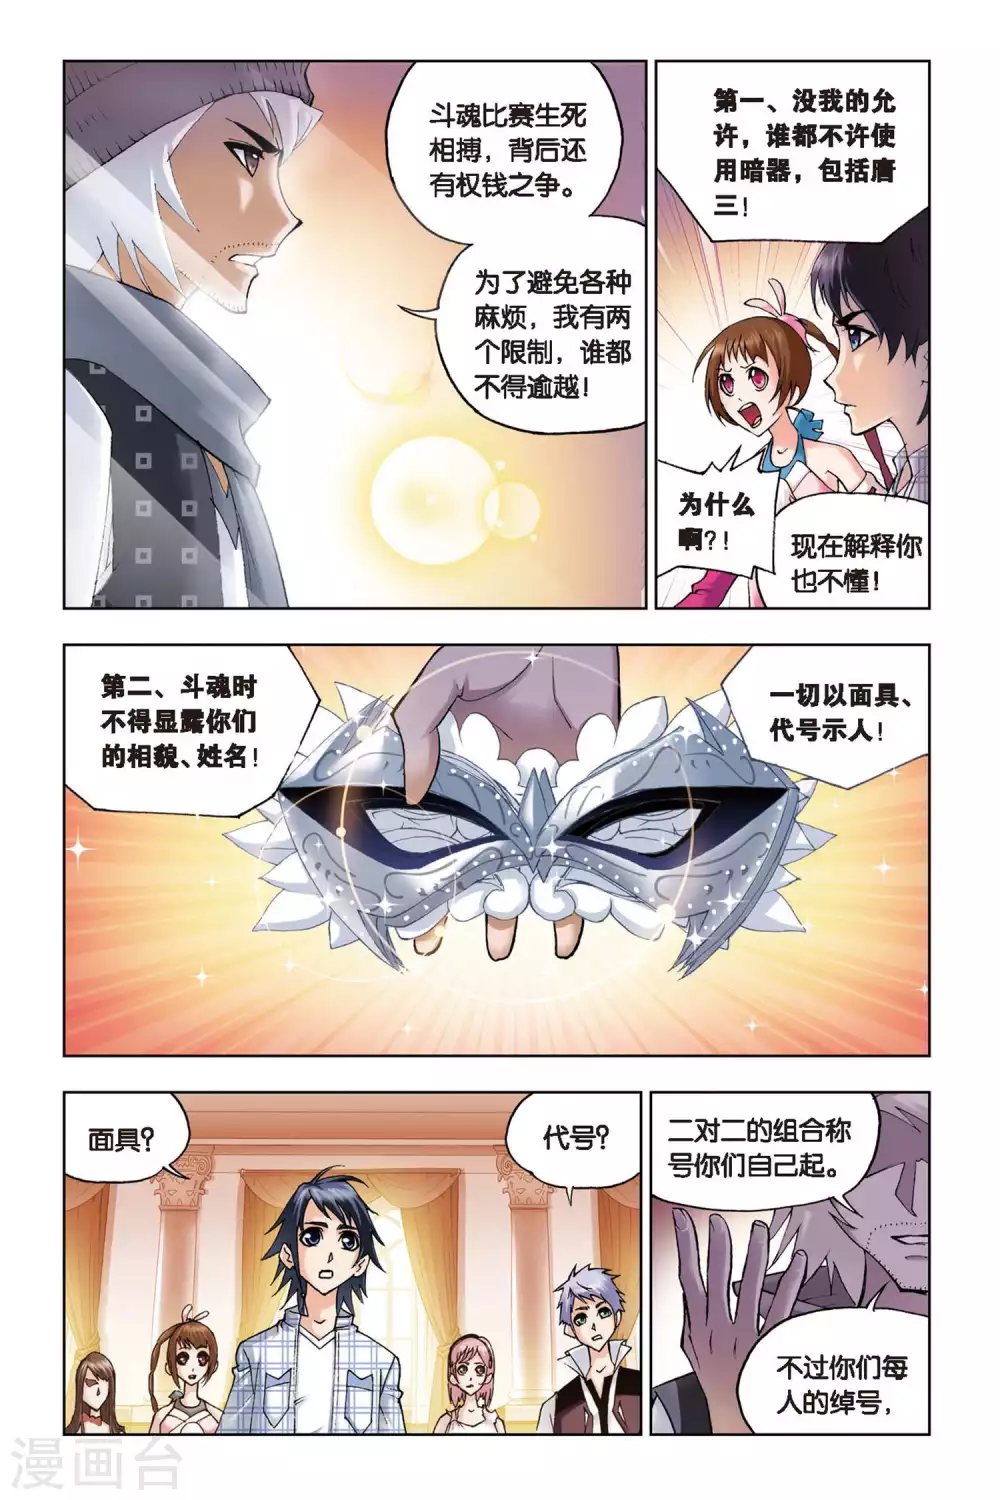 斗魂比赛生死
相搏，背后还
有权钱之争。
为了避免各种
麻烦，我有两
个限制，谁都
不得逾越！
第一、没我的允
许，谁都不许使
用暗器，包括唐
三！
为什么
啊？！
现在解释你
也不懂！
第二、斗魂时
不得显露你们
的相貌、姓名！
一切以面具、
代号示人！
面具？
代号？
二对二的组合称
号你们自己起。
不过你们每
人的绰号，
漫画台